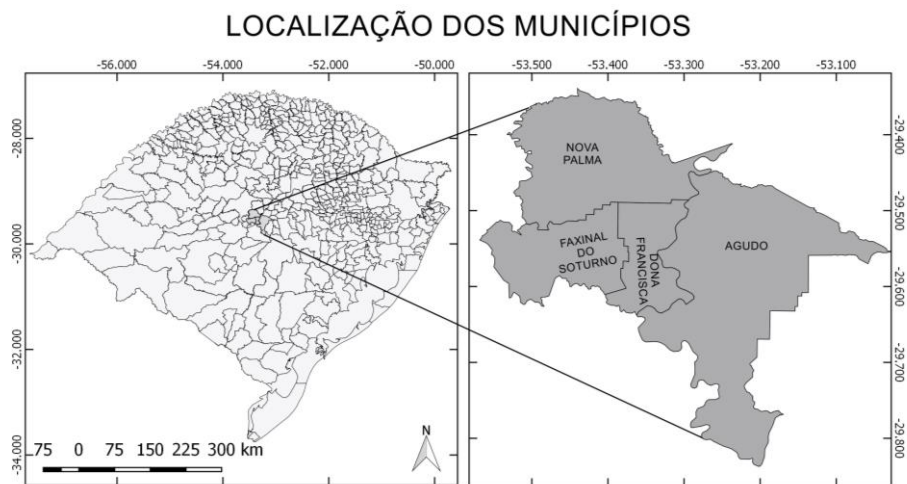 LOCALIZAÇÃO DOS MUNICÍPIOS
-56.000 -54.000 -52.000 -50.000
-28.000
-30.000
-32.000
-34.000
75 0 75 150 225 300 km
N
-53.500 -53.400 -53.300 -53.200 -53.100
-29.400
-29.500
-29.600
-29.700
-29.800
NOVA
PALMA
FAXINAL
DO
SOTURNO
DONA
FRANCISCA
AGUDO